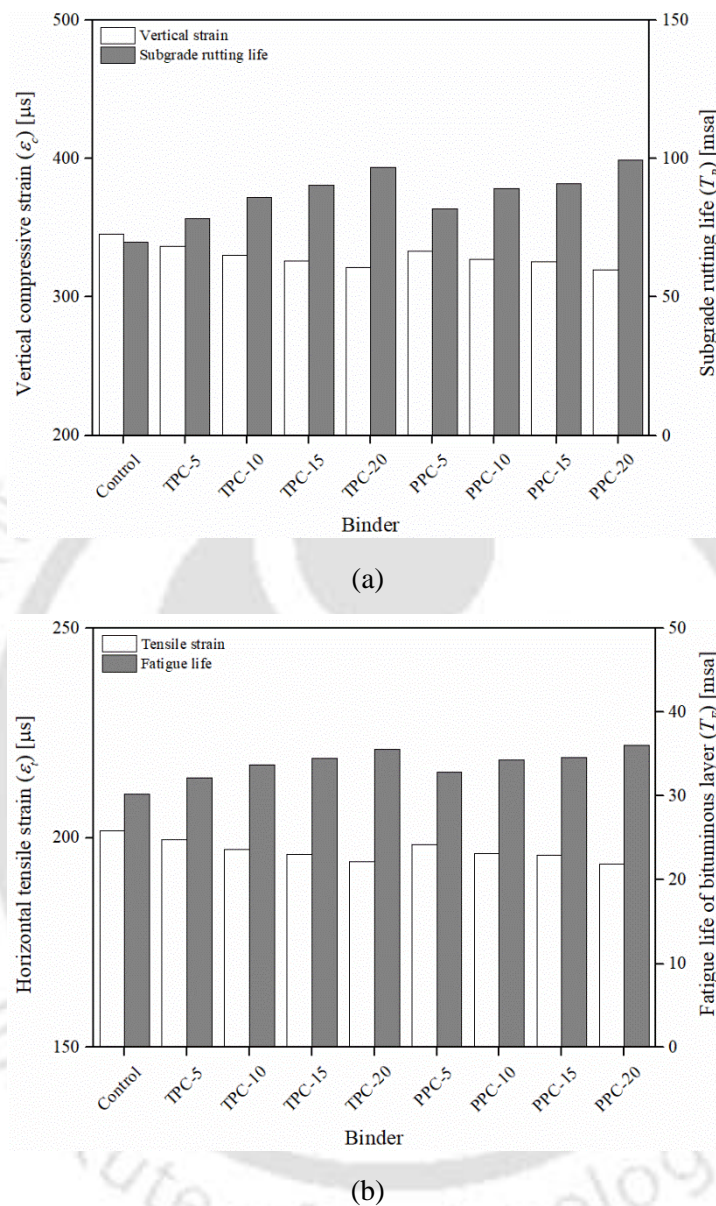 500
150
Vertical strain
Subgrade rutting life
400
100
300
50
200
0
Vertical compressive strain (εc) [μs]
Subgrade rutting life (TR) [msa]
Control
TPC-5
TPC-10
TPC-15
TPC-20
PPC-5
PPC-10
PPC-15
PPC-20
Binder
(a)
250
50
Tensile strain
Fatigue life
40
200
30
20
10
150
0
Horizontal tensile strain (εt) [μs]
Fatigue life of bituminous layer (TF) [msa]
Control
TPC-5
TPC-10
TPC-15
TPC-20
PPC-5
PPC-10
PPC-15
PPC-20
Binder
(b)